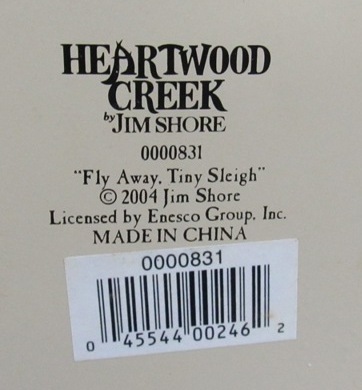 HEARTWOOD
CREEK
by JIM SHORE
0000831
"Fly Away, Tiny Sleigh"
© 2004 Jim Shore
Licensed by Enesco Group, Inc.
MADE IN CHINA
0000831
0 45544 00246 2